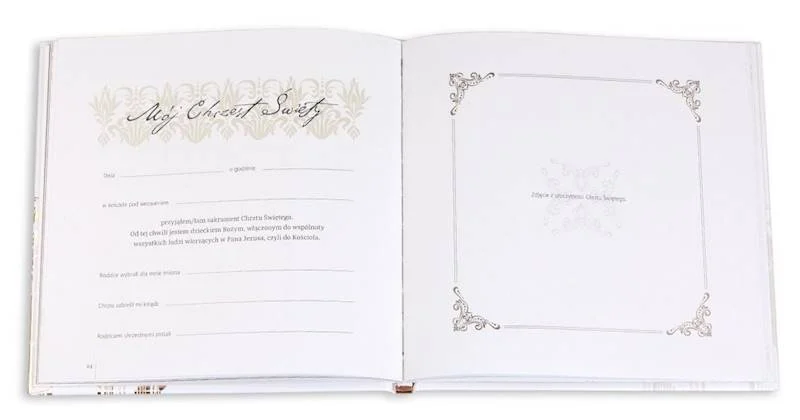 Mój Chrzest Święty
Dnia o godzinie
w kościele pod wezwaniem
przyjąłem/łam sakrament Chrztu Świętego.
Od tej chwili jestem dzieckiem Bożym, włączonym do wspólnoty
wszystkich ludzi wierzących w Pana Jezusa, czyli do Kościoła.
Rodzice wybrali dla mnie imiona
Chrztu udzielił mi ksiądz
Rodzicami chrzestnymi zostali
Zdjęcie z uroczystości Chrztu Świętego.